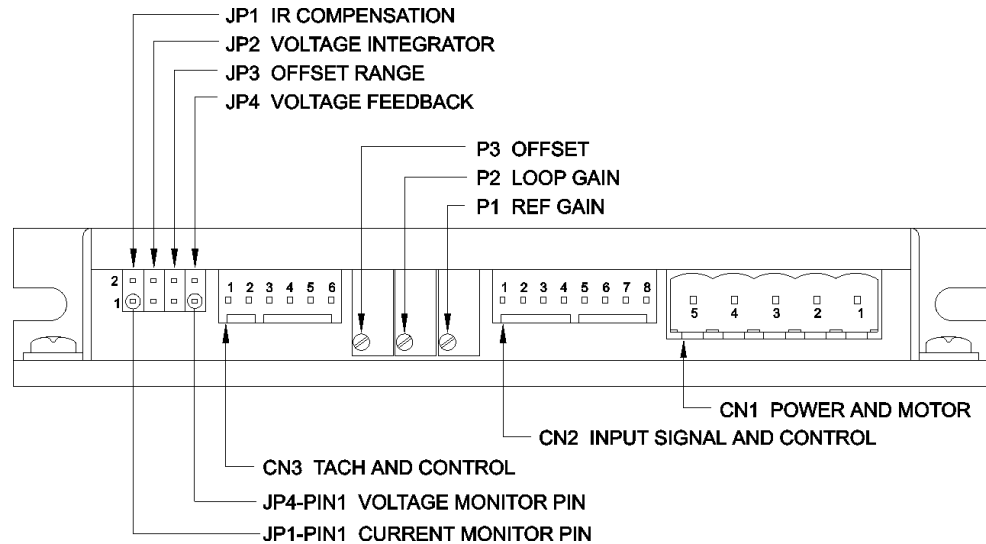 JP1 IR COMPENSATION
JP2 VOLTAGE INTEGRATOR
JP3 OFFSET RANGE
JP4 VOLTAGE FEEDBACK
P3 OFFSET
P2 LOOP GAIN
P1 REF GAIN
2
1
1 2 3 4 5 6
1 2 3 4 5 6 7 8
5 4 3 2 1
CN1 POWER AND MOTOR
CN2 INPUT SIGNAL AND CONTROL
CN3 TACH AND CONTROL
JP4-PIN1 VOLTAGE MONITOR PIN
JP1-PIN1 CURRENT MONITOR PIN